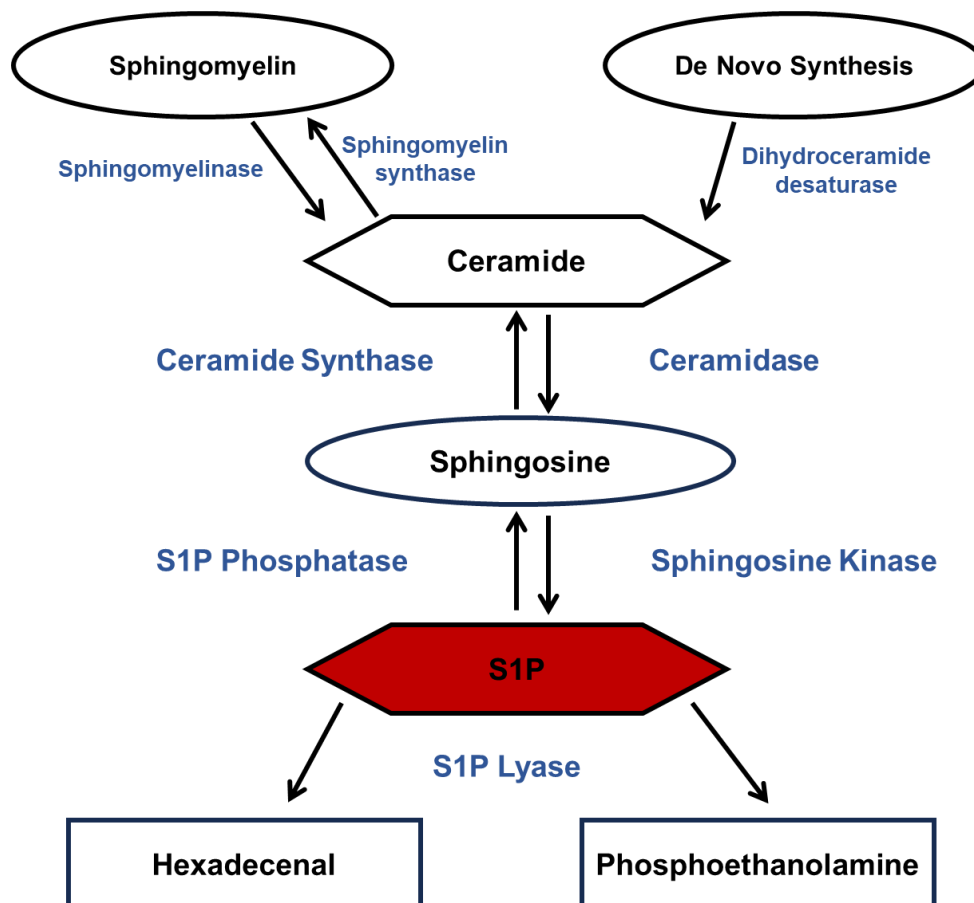 Sphingomyelin
De Novo Synthesis
Sphingomyelinase
Sphingomyelin
synthase
Dihydroceramide
desaturase
Ceramide
Ceramide Synthase
Ceramidase
Sphingosine
S1P Phosphatase
Sphingosine Kinase
S1P
S1P Lyase
Hexadecenal
Phosphoethanolamine